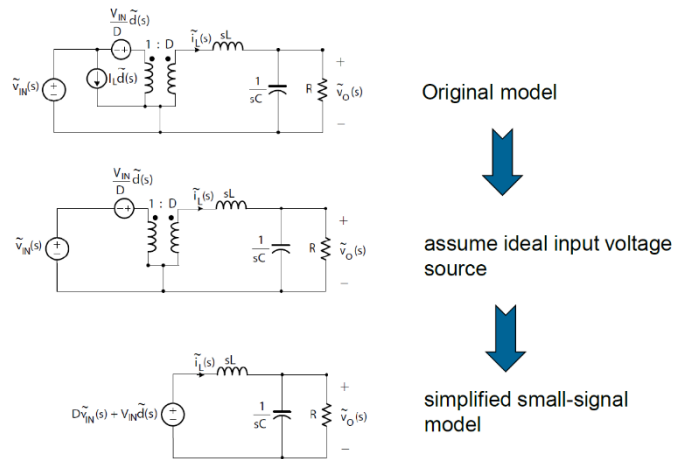 V_IN/D d̃(s)
1 : D
ĩ_L(s) sL
ṽ_IN(s)
I_L d̃(s)
1/sC
R
+
ṽ_O(s)
−
Original model
V_IN/D d̃(s)
1 : D
ĩ_L(s) sL
ṽ_IN(s)
1/sC
R
+
ṽ_O(s)
−
assume ideal input voltage
source
ĩ_L(s) sL
Dṽ_IN(s) + V_IN d̃(s)
1/sC
R
+
ṽ_O(s)
−
simplified small-signal
model